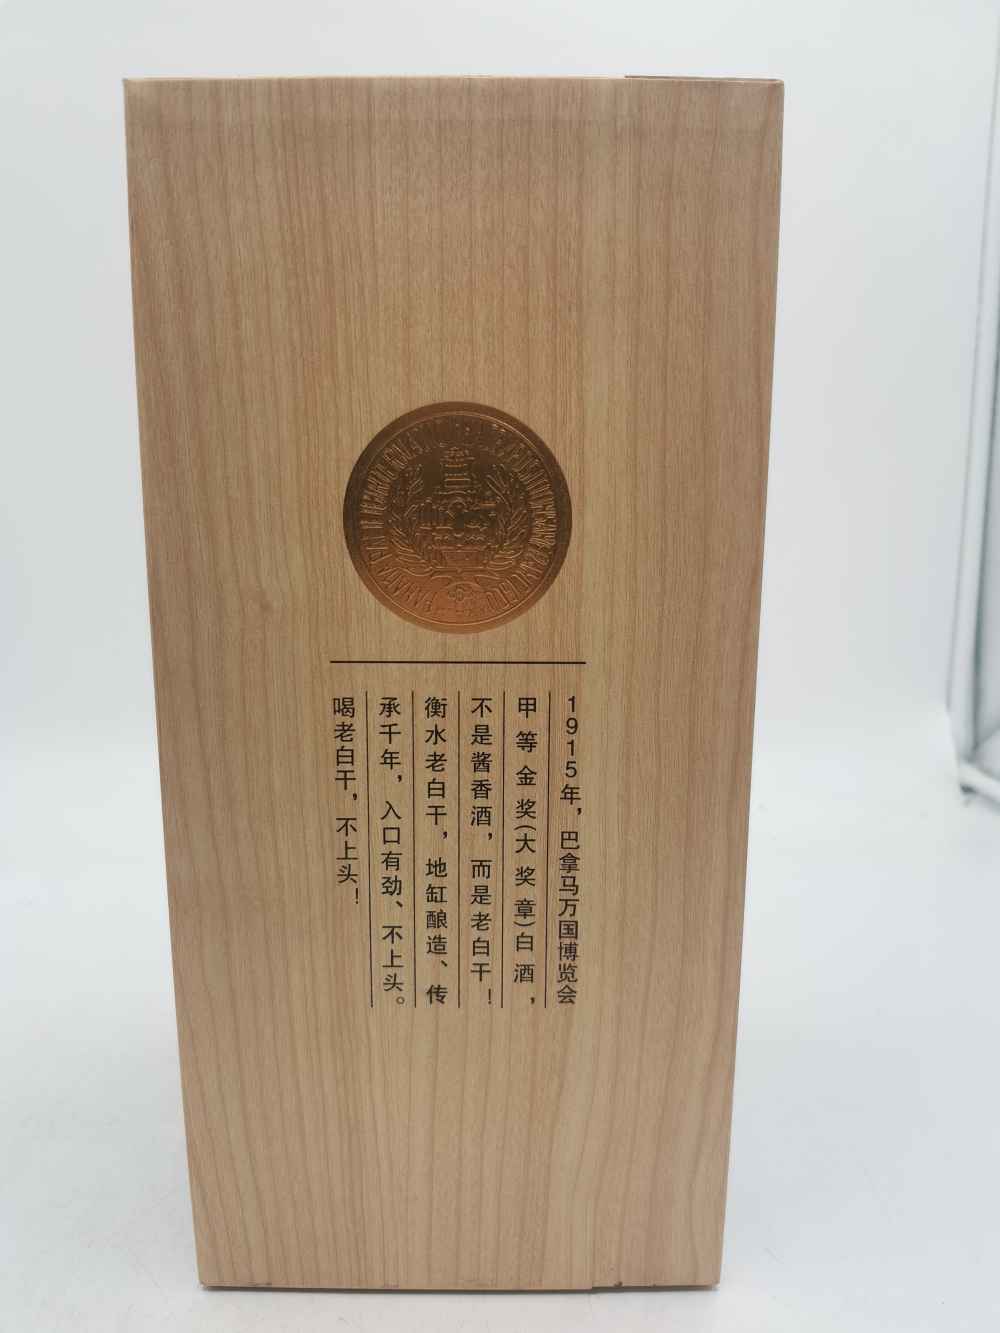 1915年，巴拿马万国博览会
甲等金奖(大奖章)白酒，
不是酱香酒，而是老白干！
衡水老白干，地缸酿造、传
承千年，入口有劲、不上头。
喝老白干，不上头！